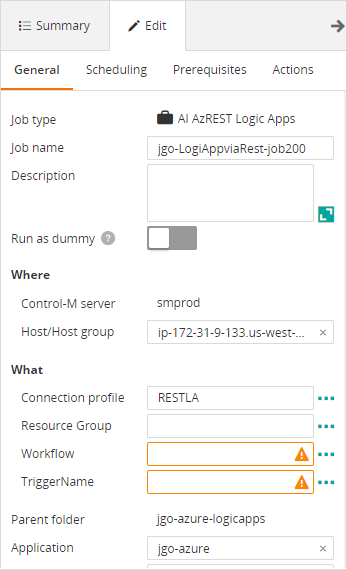 Summary Edit
General Scheduling Prerequisites Actions
Job type AI AzREST Logic Apps
Job name jgo-LogiAppviaRest-job200
Description
Run as dummy ?
Where
Control-M server smprod
Host/Host group ip-172-31-9-133.us-west-... ×
What
Connection profile RESTLA
Resource Group
Workflow
TriggerName
Parent folder jgo-azure-logicapps
Application jgo-azure ×